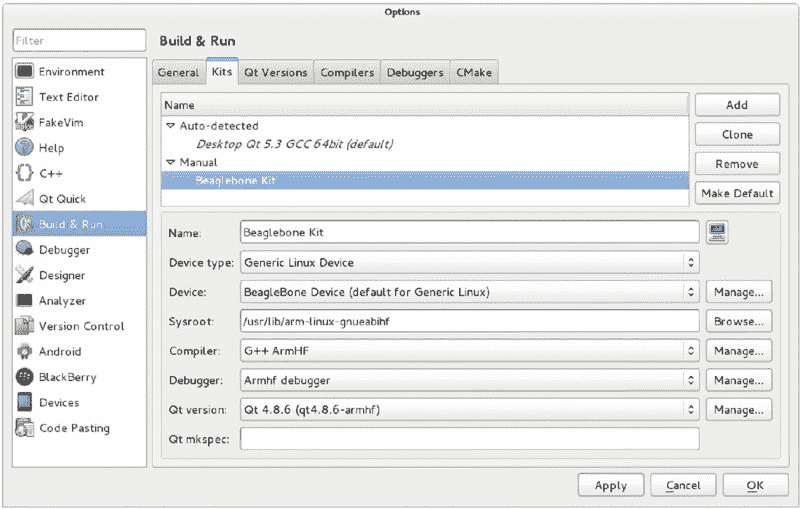 Options
Filter
Environment
Text Editor
FakeVim
Help
C++
Qt Quick
Build & Run
Debugger
Designer
Analyzer
Version Control
Android
BlackBerry
Devices
Code Pasting
Build & Run
General Kits Qt Versions Compilers Debuggers CMake
Name
Auto-detected
Desktop Qt 5.3 GCC 64bit (default)
Manual
Beaglebone Kit
Add
Clone
Remove
Make Default
Name: Beaglebone Kit
Device type: Generic Linux Device
Device: BeagleBone Device (default for Generic Linux) Manage...
Sysroot: /usr/lib/arm-linux-gnueabihf Browse...
Compiler: G++ ArmHF Manage...
Debugger: Armhf debugger Manage...
Qt version: Qt 4.8.6 (qt4.8.6-armhf) Manage...
Qt mkspec:
Apply Cancel OK